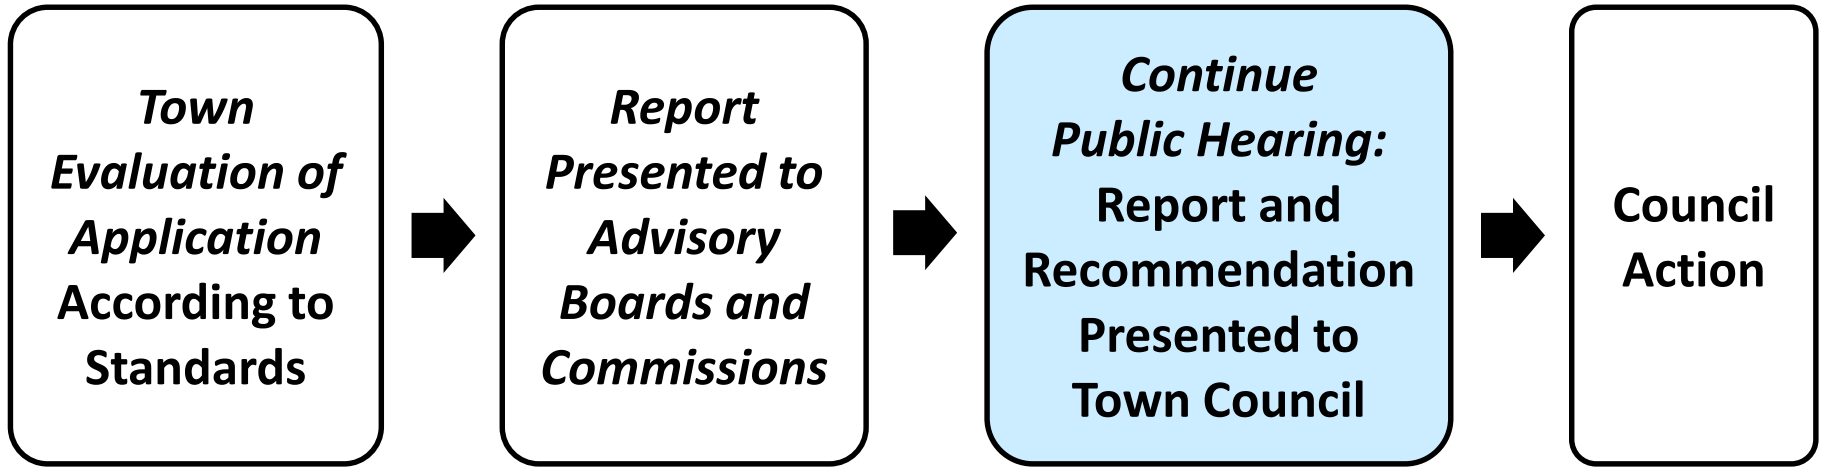 Town
Evaluation of
Application
According to
Standards
Report
Presented to
Advisory
Boards and
Commissions
Continue
Public Hearing:
Report and
Recommendation
Presented to
Town Council
Council
Action